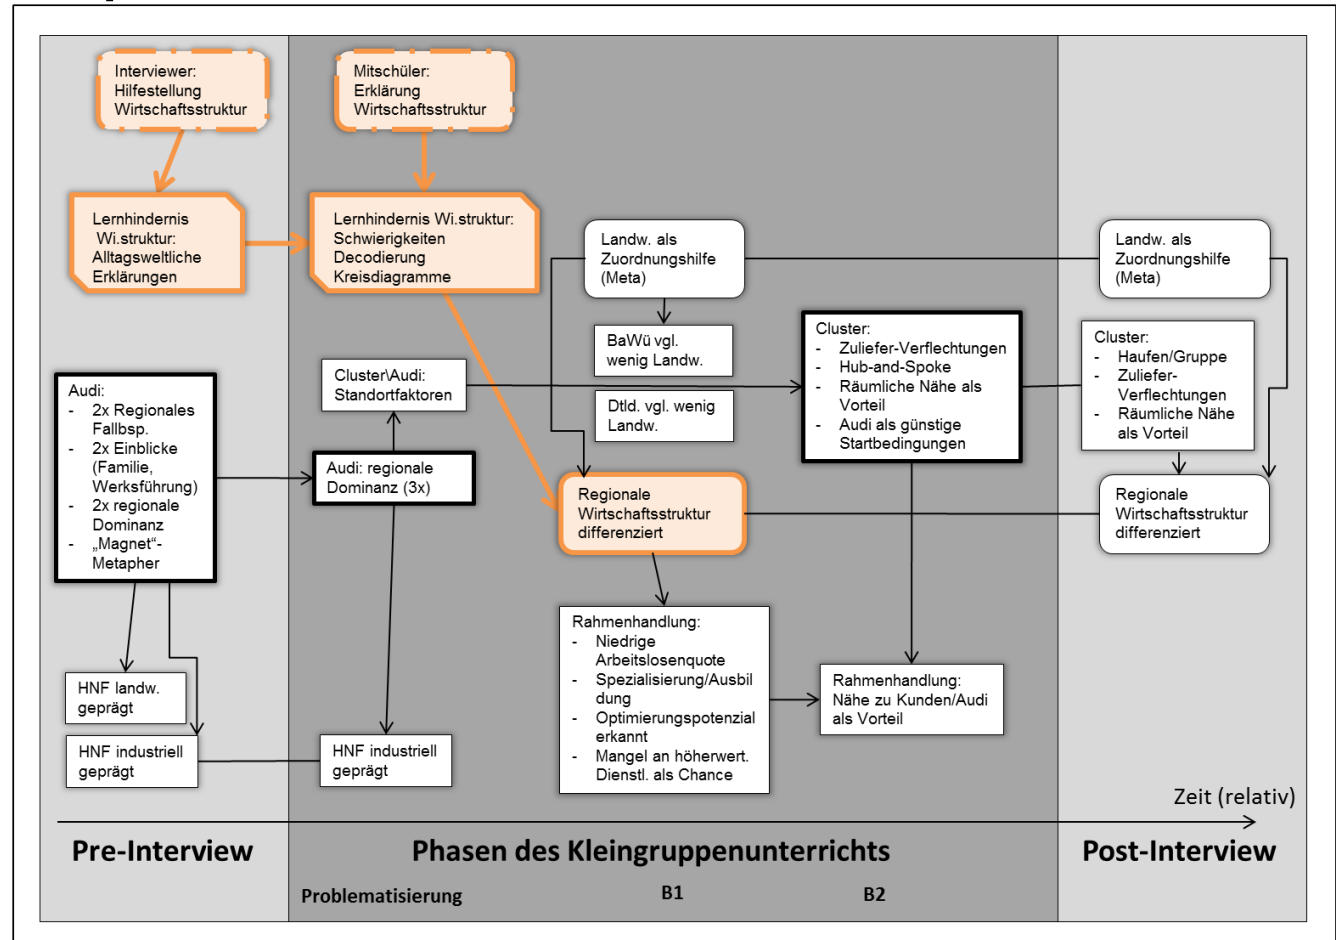 Interviewer:
Hilfestellung
Wirtschaftsstruktur
Mitschüler:
Erklärung
Wirtschaftsstruktur
Lernhindernis
Wi.struktur:
Alltagsweltliche
Erklärungen
Lernhindernis Wi.struktur:
Schwierigkeiten
Decodierung
Kreisdiagramme
Landw. als
Zuordnungshilfe
(Meta)
Landw. als
Zuordnungshilfe
(Meta)
BaWü vgl.
wenig Landw.
Dtld. vgl. wenig
Landw.
Cluster:
- Zuliefer-Verflechtungen
- Hub-and-Spoke
- Räumliche Nähe als
Vorteil
- Audi als günstige
Startbedingungen
Cluster:
- Haufen/Gruppe
- Zuliefer-
Verflechtungen
- Räumliche Nähe
als Vorteil
Cluster\Audi:
Standortfaktoren
Audi:
- 2x Regionales
Fallbsp.
- 2x Einblicke
(Familie,
Werksführung)
- 2x regionale
Dominanz
- „Magnet“-
Metapher
Audi: regionale
Dominanz (3x)
Regionale
Wirtschaftsstruktur
differenziert
Regionale
Wirtschaftsstruktur
differenziert
Rahmenhandlung:
- Niedrige
Arbeitslosenquote
- Spezialisierung/Ausbil
dung
- Optimierungspotenzial
erkannt
- Mangel an höherwert.
Dienstl. als Chance
Rahmenhandlung:
Nähe zu Kunden/Audi
als Vorteil
HNF landw.
geprägt
HNF industriell
geprägt
HNF industriell
geprägt
Zeit (relativ)
Pre-Interview
Phasen des Kleingruppenunterrichts
Post-Interview
Problematisierung
B1
B2